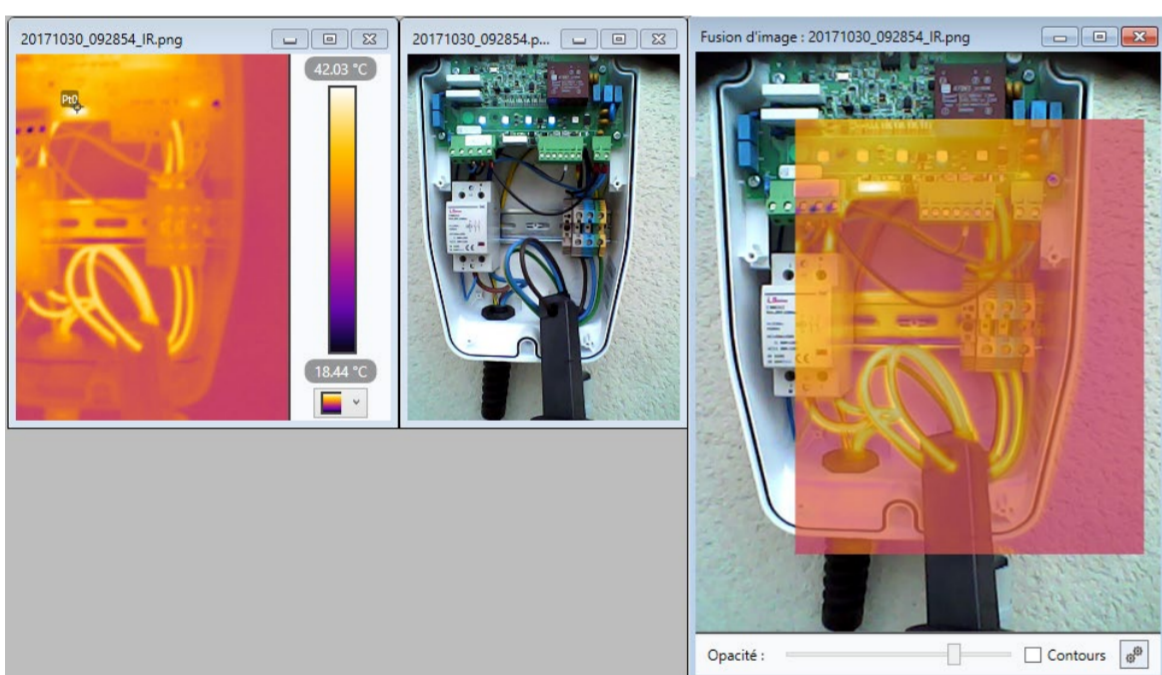 20171030_092854_IR.png
Pt0
42.03 °C
18.44 °C
20171030_092854.p...
Fusion d'image : 20171030_092854_IR.png
Opacité :
Contours